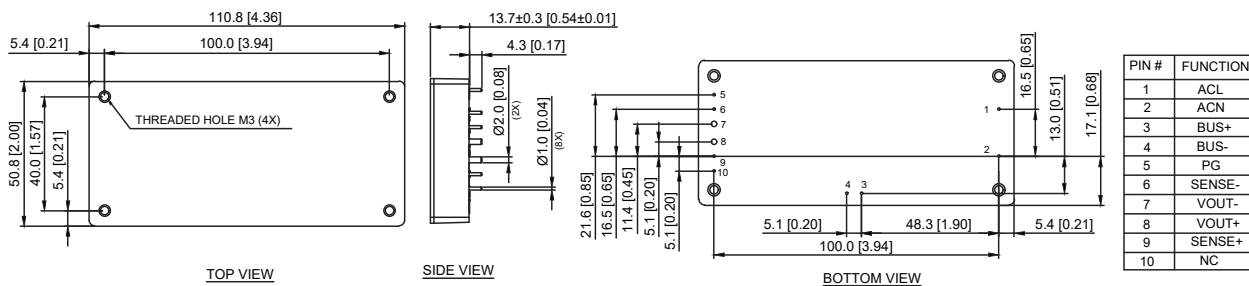 110.8 [4.36]
5.4 [0.21]
100.0 [3.94]
50.8 [2.00]
40.0 [1.57]
5.4 [0.21]
THREADED HOLE M3 (4X)
TOP VIEW
13.7±0.3 [0.54±0.01]
4.3 [0.17]
Ø2.0 [0.08]
(2X)
Ø1.0 [0.04]
(8X)
SIDE VIEW
21.6 [0.85]
16.5 [0.65]
11.4 [0.45]
5.1 [0.20]
5.1 [0.20]
5
6
7
8
9
10
1
2
4 3
16.5 [0.65]
13.0 [0.51]
17.1 [0.68]
5.1 [0.20]
48.3 [1.90]
5.4 [0.21]
100.0 [3.94]
BOTTOM VIEW
PIN # FUNCTION
1 ACL
2 ACN
3 BUS+
4 BUS-
5 PG
6 SENSE-
7 VOUT-
8 VOUT+
9 SENSE+
10 NC